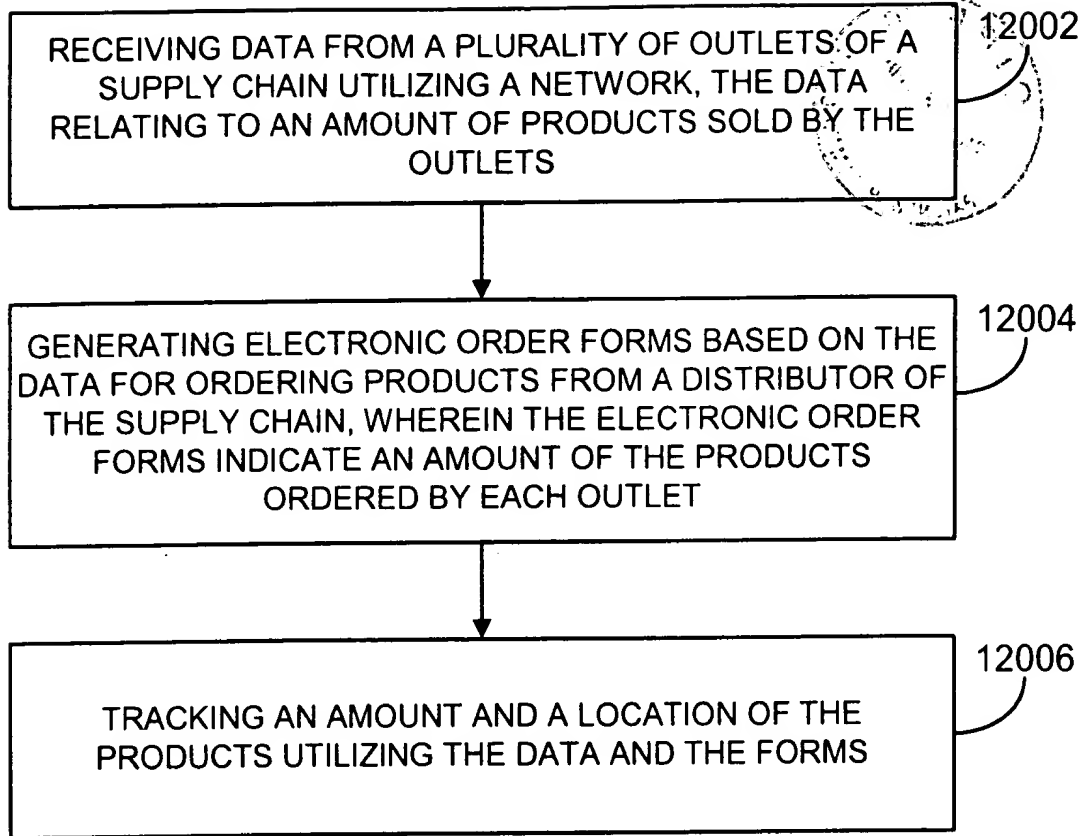 12002
RECEIVING DATA FROM A PLURALITY OF OUTLETS OF A
SUPPLY CHAIN UTILIZING A NETWORK, THE DATA
RELATING TO AN AMOUNT OF PRODUCTS SOLD BY THE
OUTLETS
12004
GENERATING ELECTRONIC ORDER FORMS BASED ON THE
DATA FOR ORDERING PRODUCTS FROM A DISTRIBUTOR OF
THE SUPPLY CHAIN, WHEREIN THE ELECTRONIC ORDER
FORMS INDICATE AN AMOUNT OF THE PRODUCTS
ORDERED BY EACH OUTLET
12006
TRACKING AN AMOUNT AND A LOCATION OF THE
PRODUCTS UTILIZING THE DATA AND THE FORMS